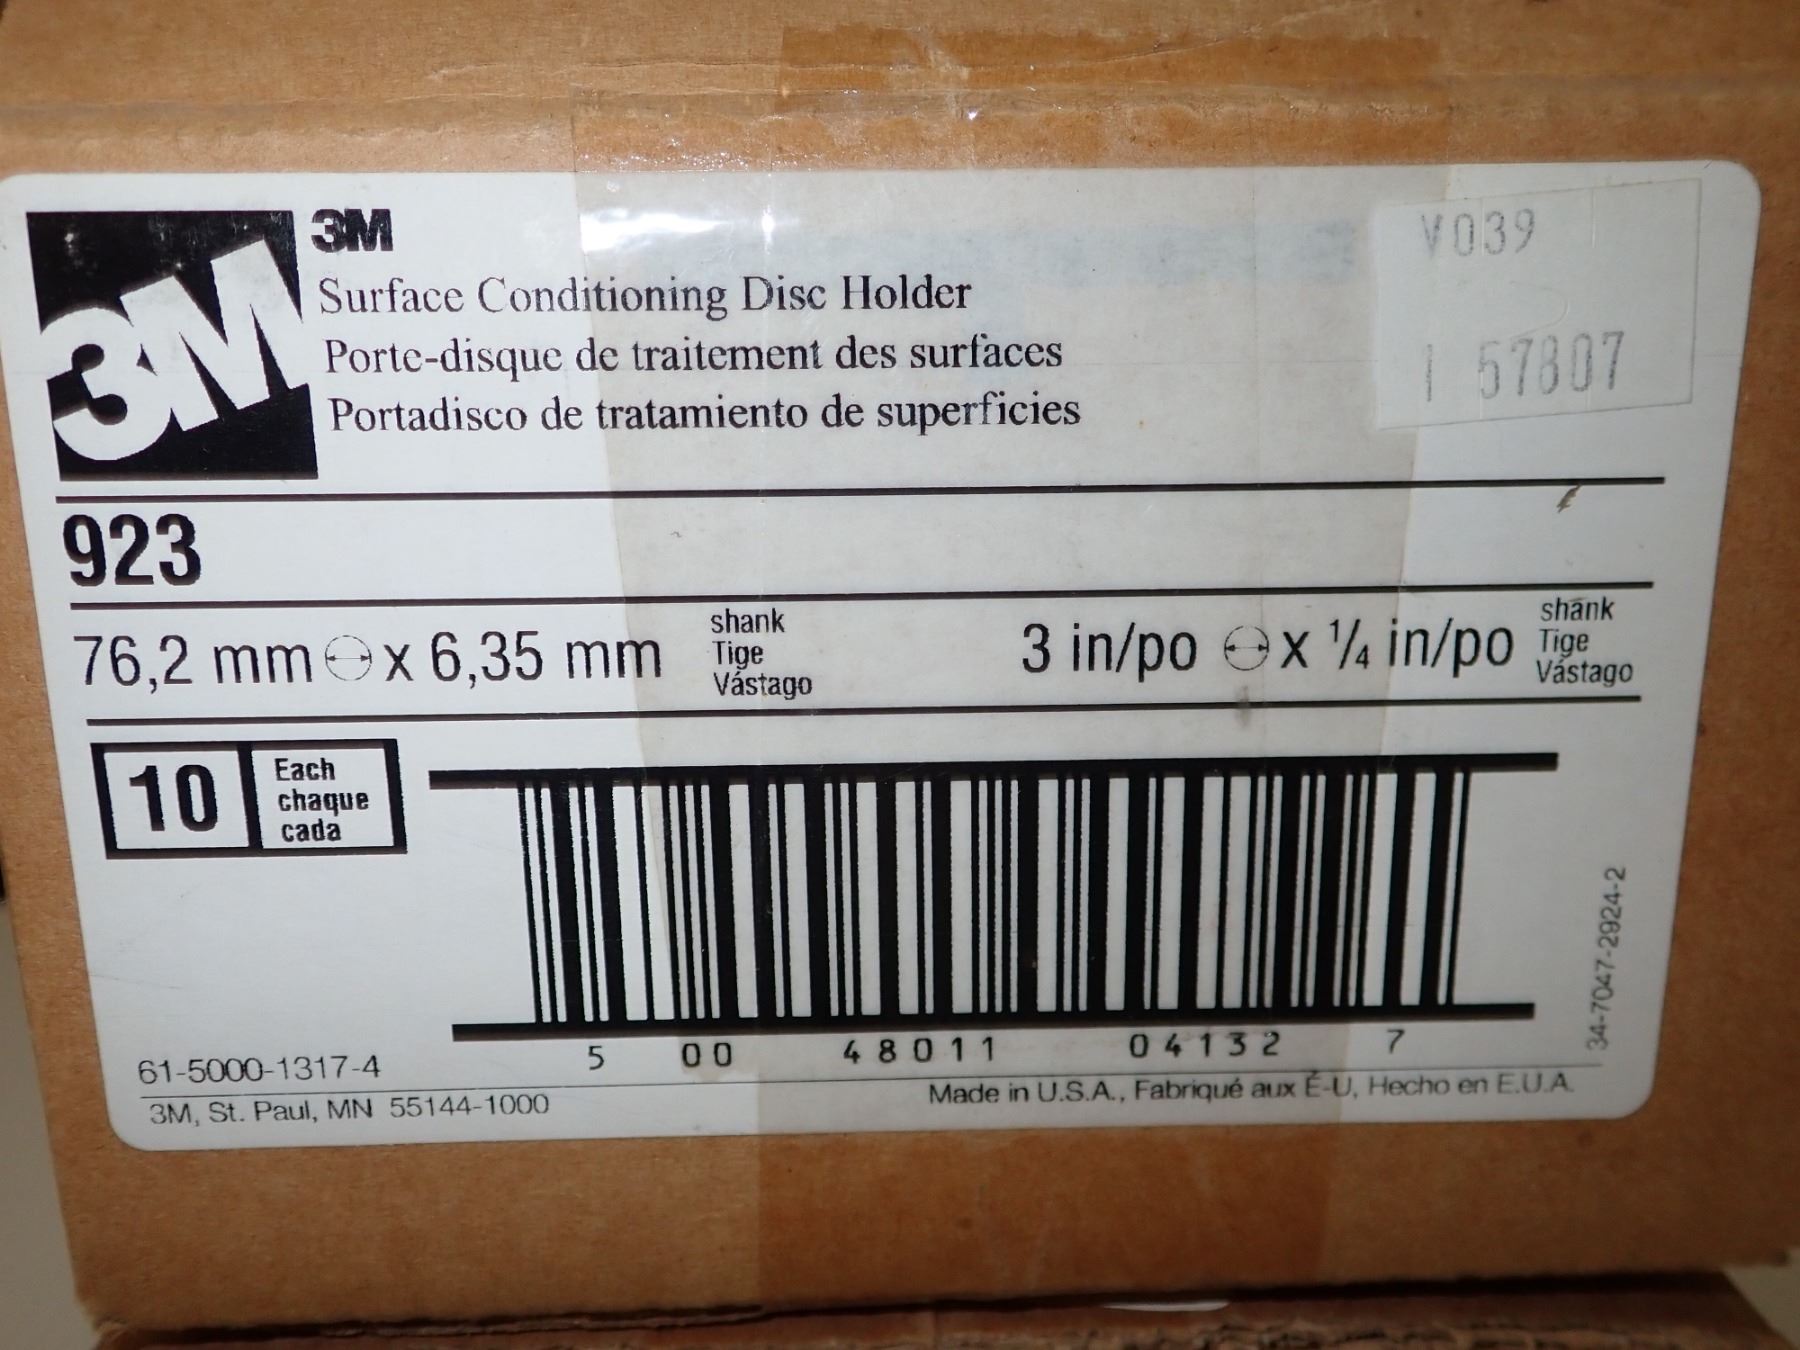 3M
3M
Surface Conditioning Disc Holder
Porte-disque de traitement des surfaces
Portadisco de tratamiento de superficies
V039
1 57807
923
76,2 mm x 6,35 mm
shank
Tige
Vástago
3 in/po x 1/4 in/po
shank
Tige
Vástago
10
Each
chaque
cada
5 00 48011 04132 7
34-7047-2924-2
61-5000-1317-4
3M, St. Paul, MN 55144-1000
Made in U.S.A., Fabriqué aux É-U, Hecho en E.U.A.